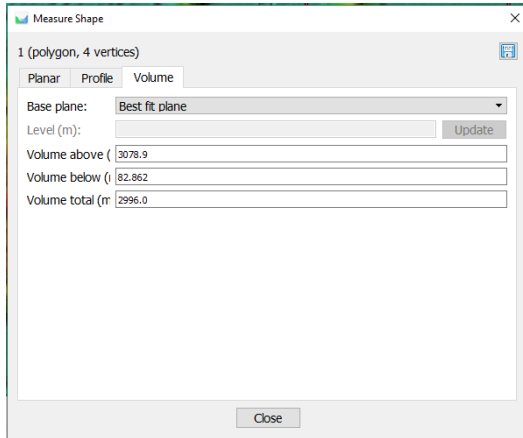 Measure Shape
1 (polygon, 4 vertices)
Planar Profile Volume
Base plane: Best fit plane
Level (m): Update
Volume above ( 3078.9
Volume below (ı 82.862
Volume total (m 2996.0
Close